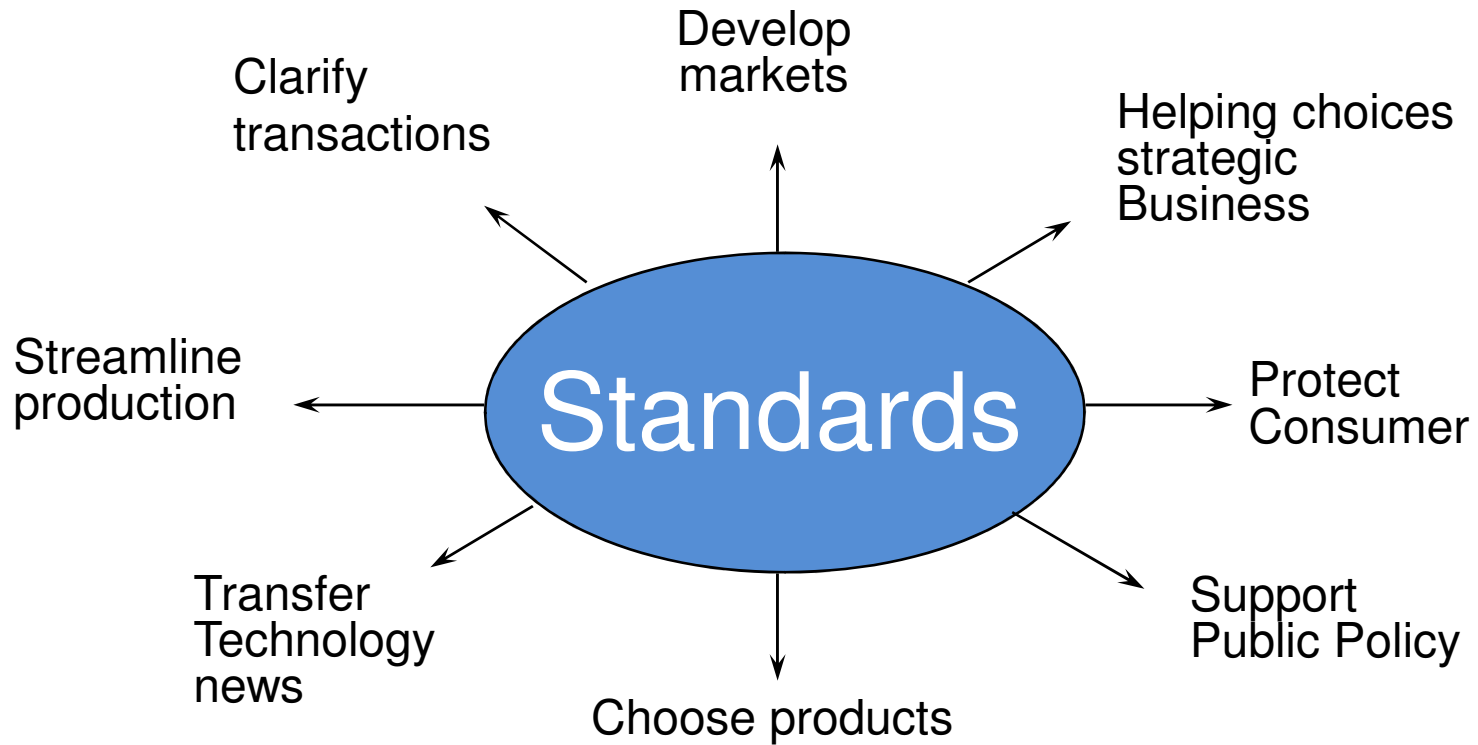 Develop
markets
Clarify
transactions
Helping choices
strategic
Business
Streamline
production
Standards
Protect
Consumer
Transfer
Technology
news
Support
Public Policy
Choose products